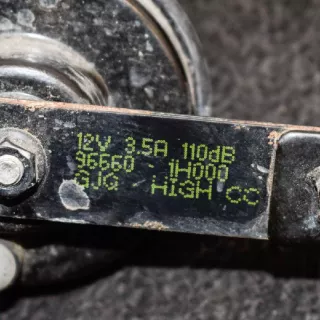 12V 3.5A 110dB
96660 - 1H000
GJG HIGH CC